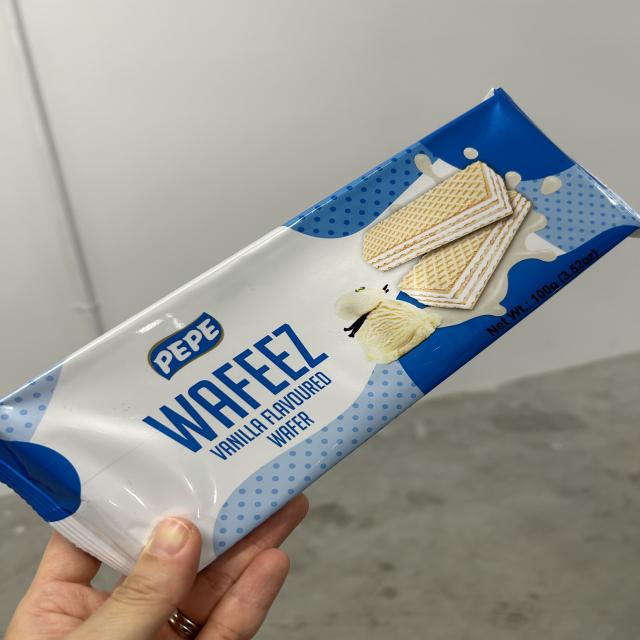 PEPE
WAFEEZ
VANILLA FLAVOURED
WAFER
Net Wt.: 100g (3.52oz)